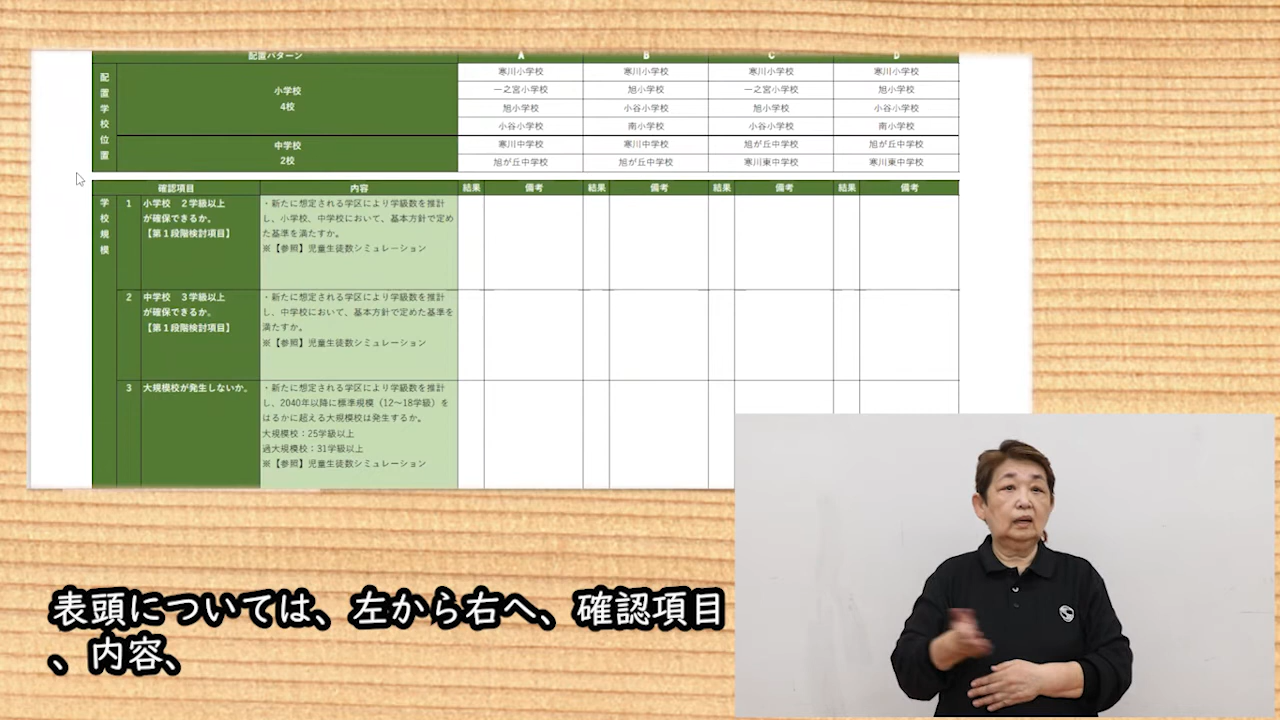 配置パターン A B C D
配置学校位置
小学校
4校
寒川小学校 寒川小学校 寒川小学校 寒川小学校
一之宮小学校 旭小学校 一之宮小学校 旭小学校
旭小学校 小谷小学校 旭小学校 小谷小学校
小谷小学校 南小学校 小谷小学校 南小学校
中学校
2校
寒川中学校 寒川中学校 旭が丘中学校 旭が丘中学校
旭が丘中学校 旭が丘中学校 寒川東中学校 寒川東中学校
確認項目 内容 結果 備考 結果 備考 結果 備考 結果 備考
学校規模
1 小学校 2学級以上
が確保できるか。
【第1段階検討項目】
・新たに想定される学区により学級数を推計
し、小学校、中学校において、基本方針で定め
た基準を満たすか。
※【参照】児童生徒数シミュレーション
2 中学校 3学級以上
が確保できるか。
【第1段階検討項目】
・新たに想定される学区により学級数を推計
し、中学校において、基本方針で定めた基準を
満たすか。
※【参照】児童生徒数シミュレーション
3 大規模校が発生しないか。
・新たに想定される学区により学級数を推計
し、2040年以降に標準規模（12～18学級）を
はるかに超える大規模校は発生するか。
大規模校：25学級以上
過大規模校：31学級以上
※【参照】児童生徒数シミュレーション
表頭については、左から右へ、確認項目
、内容、